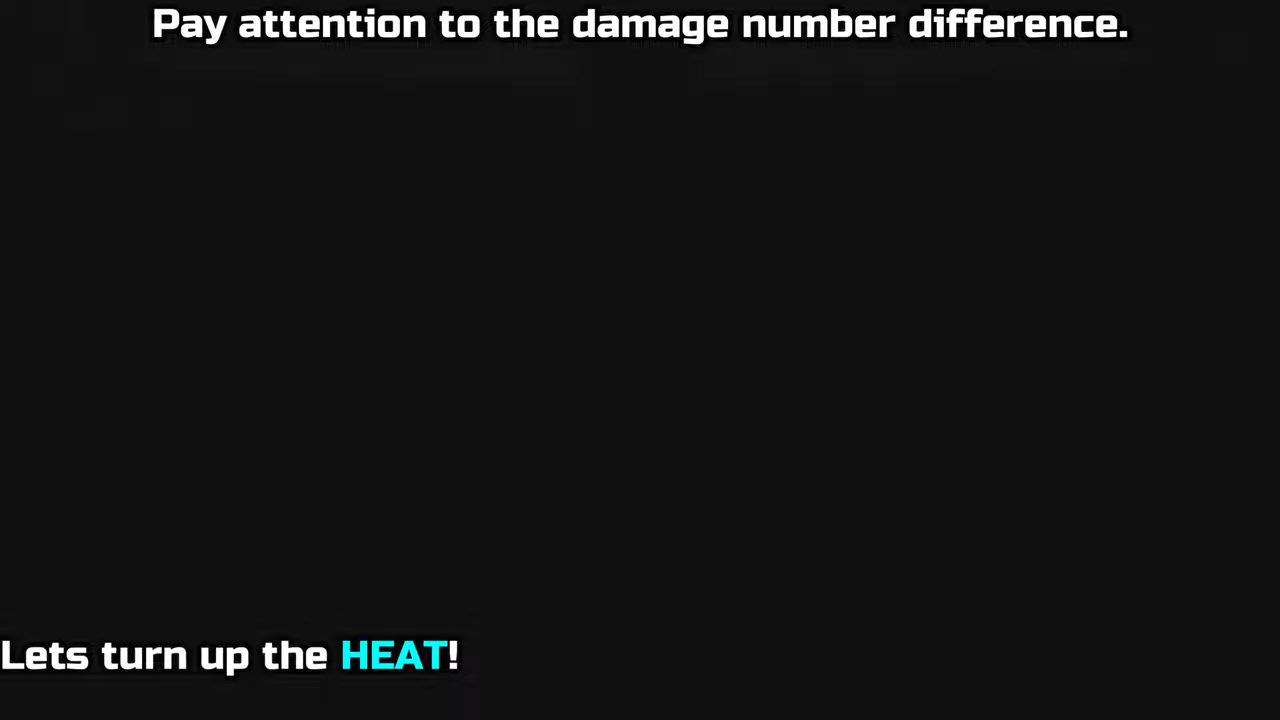 Pay attention to the damage number difference.
Lets turn up the HEAT!